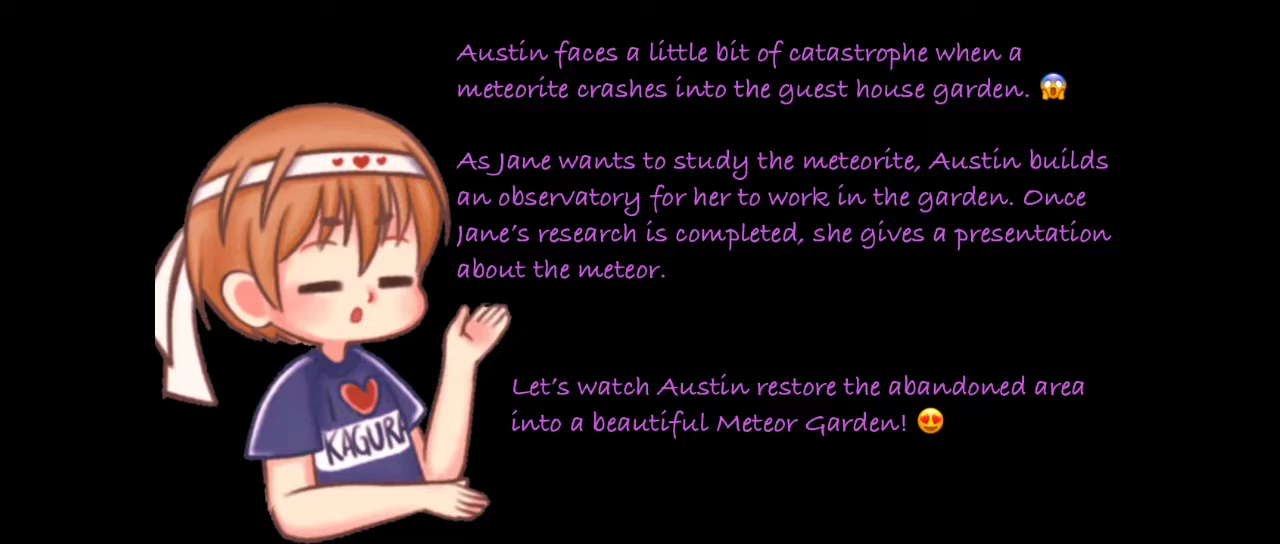 Austin faces a little bit of catastrophe when a
meteorite crashes into the guest house garden. 😱
As Jane wants to study the meteorite, Austin builds
an observatory for her to work in the garden. Once
Jane's research is completed, she gives a presentation
about the meteor.
Let's watch Austin restore the abandoned area
into a beautiful Meteor Garden! 😍
KAGURA